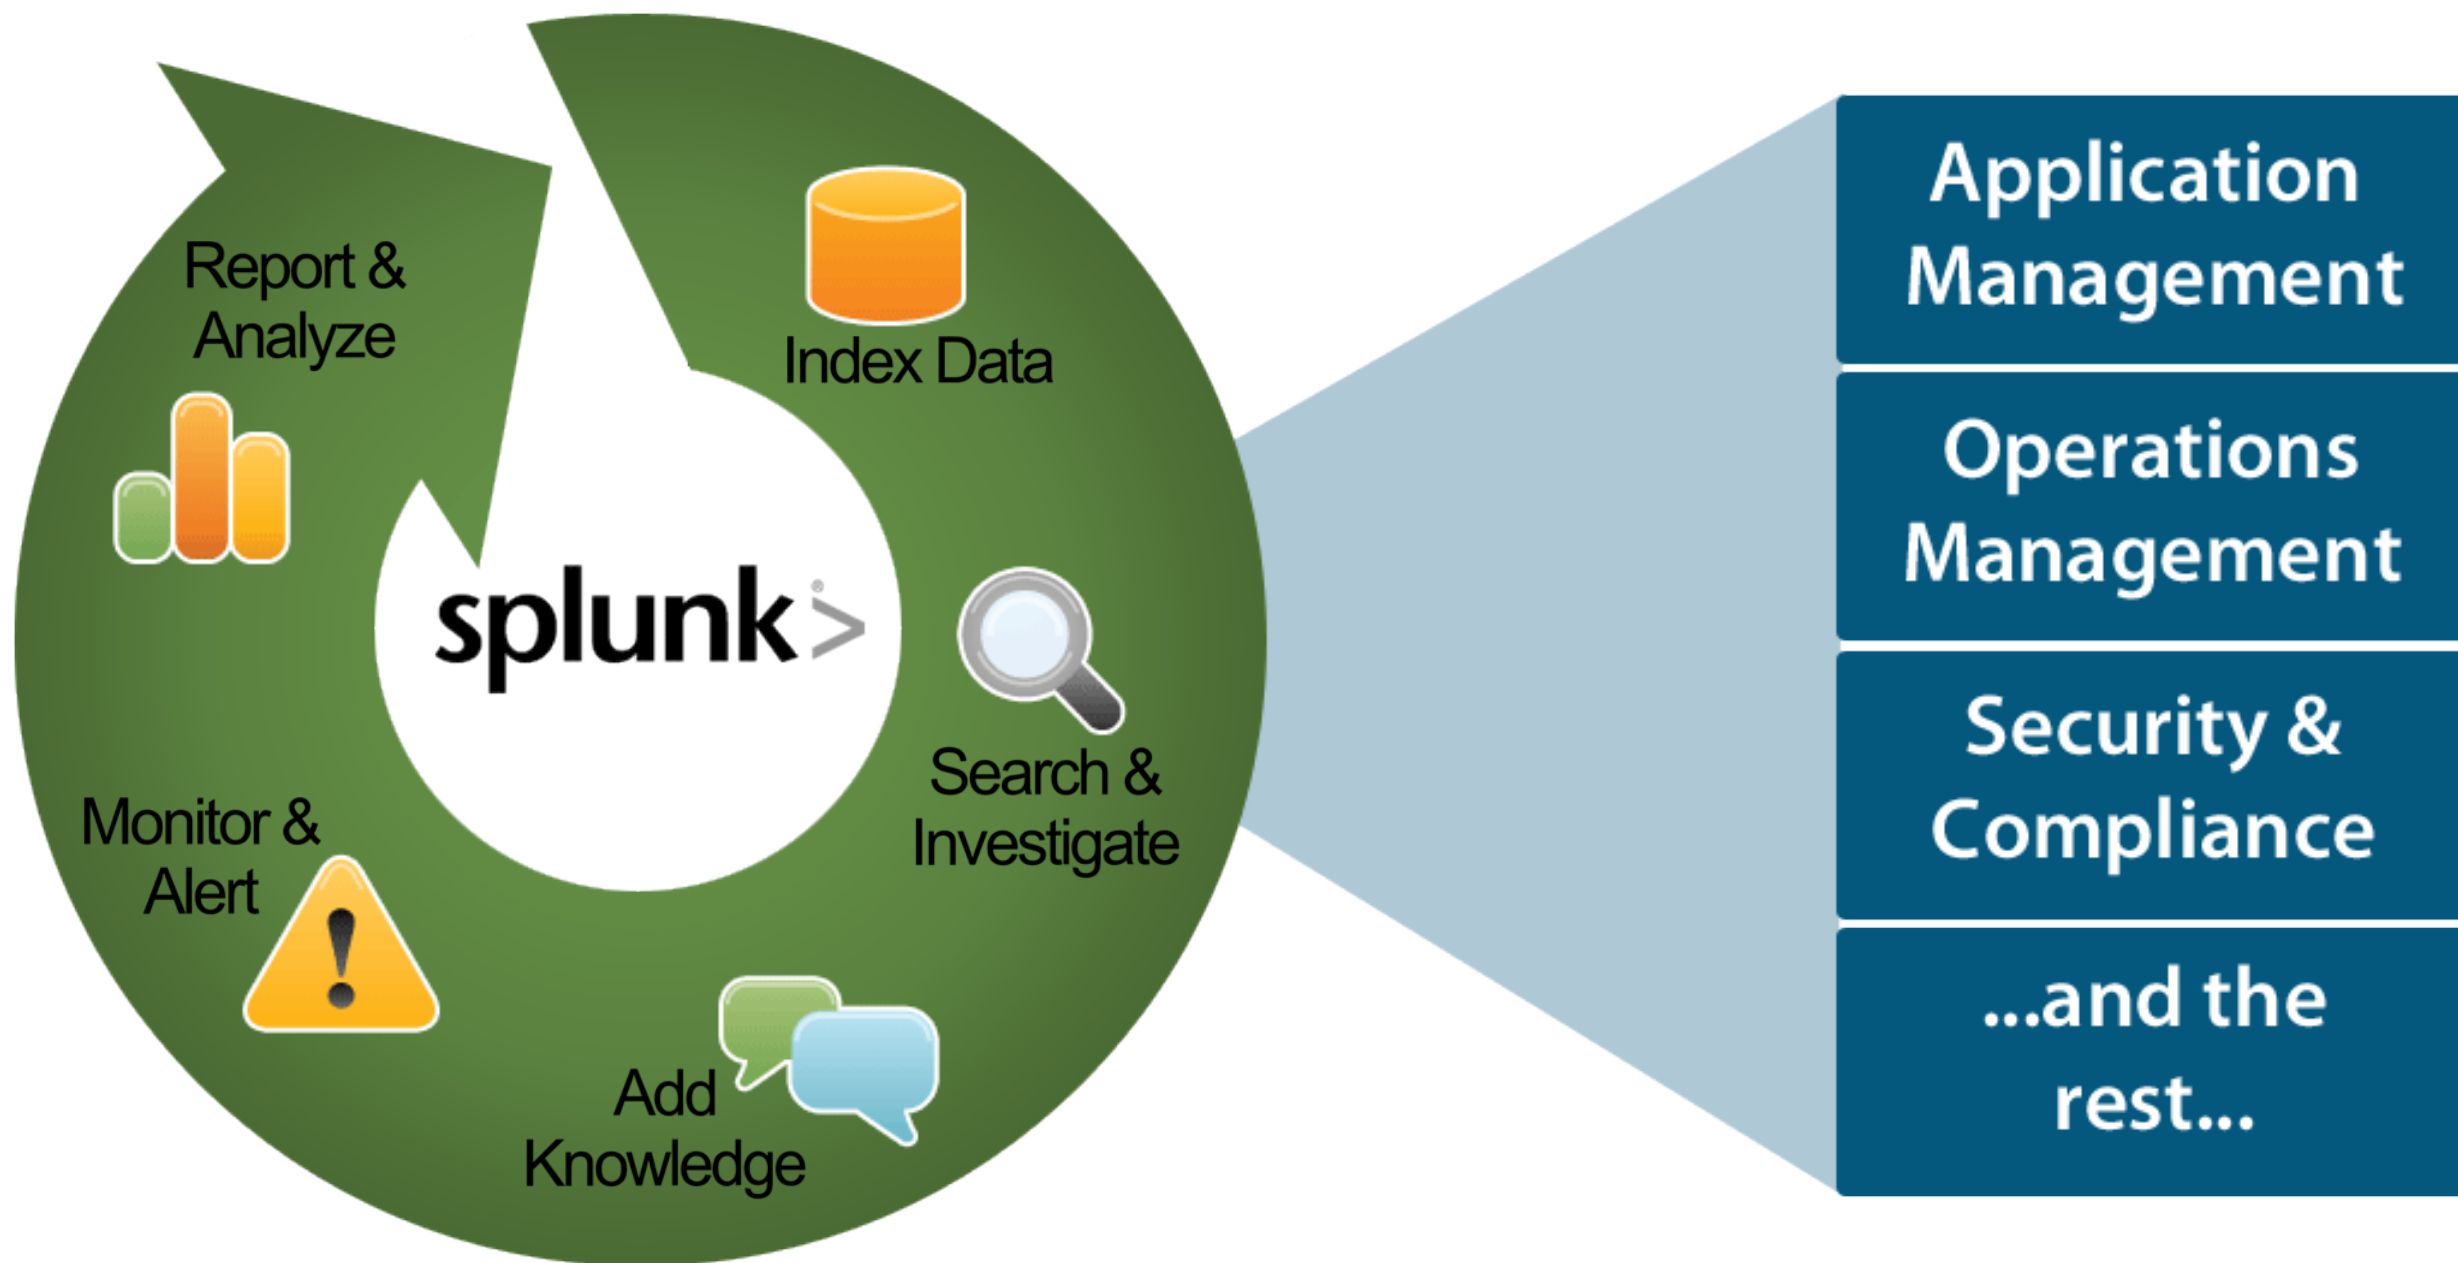 Index Data
Search &
Investigate
Add
Knowledge
Monitor &
Alert
Report &
Analyze
splunk>®
Application
Management
Operations
Management
Security &
Compliance
...and the
rest...